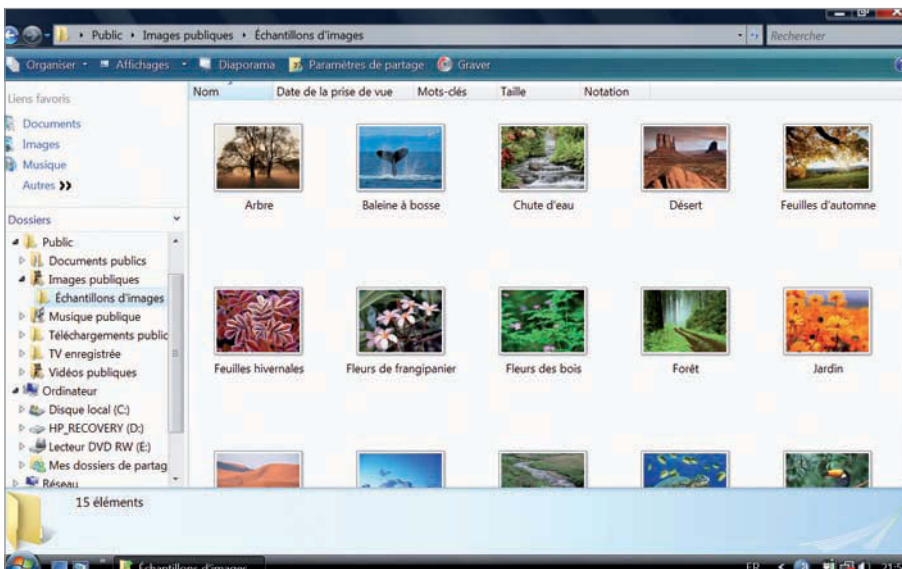 Public ▸ Images publiques ▸ Échantillons d'images
Rechercher
Organiser Affichages Diaporama Paramètres de partage Graver
Liens favoris
Documents
Images
Musique
Autres
Dossiers
Public
Documents publics
Images publiques
Échantillons d'images
Musique publique
Téléchargements public
TV enregistrée
Vidéos publiques
Ordinateur
Disque local (C:)
HP_RECOVERY (D:)
Lecteur DVD RW (E:)
Mes dossiers de partag
Réseau
Nom Date de la prise de vue Mots-clés Taille Notation
Arbre Baleine à bosse Chute d'eau Désert Feuilles d'automne
Feuilles hivernales Fleurs de frangipanier Fleurs des bois Forêt Jardin
15 éléments
Échantillons d'images
FR